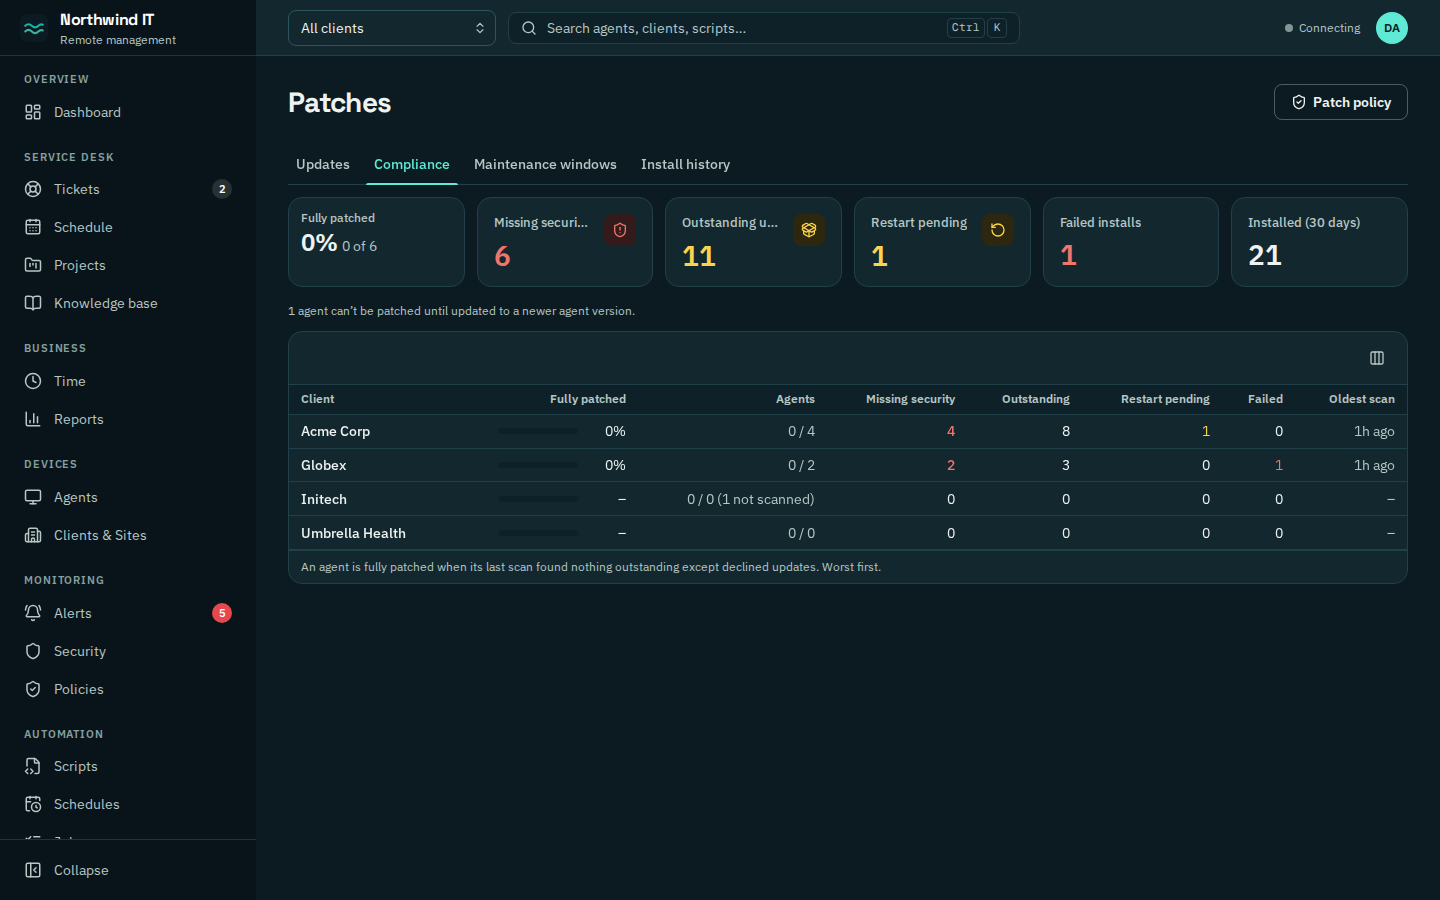 Northwind IT
Remote management
All clients
Search agents, clients, scripts...
Ctrl K
Connecting
DA
OVERVIEW
Dashboard
SERVICE DESK
Tickets 2
Schedule
Projects
Knowledge base
BUSINESS
Time
Reports
DEVICES
Agents
Clients & Sites
MONITORING
Alerts 5
Security
Policies
AUTOMATION
Scripts
Schedules
Collapse
Patches
Patch policy
Updates Compliance Maintenance windows Install history
Fully patched
0% 0 of 6
Missing securi...
6
Outstanding u...
11
Restart pending
1
Failed installs
1
Installed (30 days)
21
1 agent can't be patched until updated to a newer agent version.
Client Fully patched Agents Missing security Outstanding Restart pending Failed Oldest scan
Acme Corp 0% 0 / 4 4 8 1 0 1h ago
Globex 0% 0 / 2 2 3 0 1 1h ago
Initech – 0 / 0 (1 not scanned) 0 0 0 0 –
Umbrella Health – 0 / 0 0 0 0 0 –
An agent is fully patched when its last scan found nothing outstanding except declined updates. Worst first.